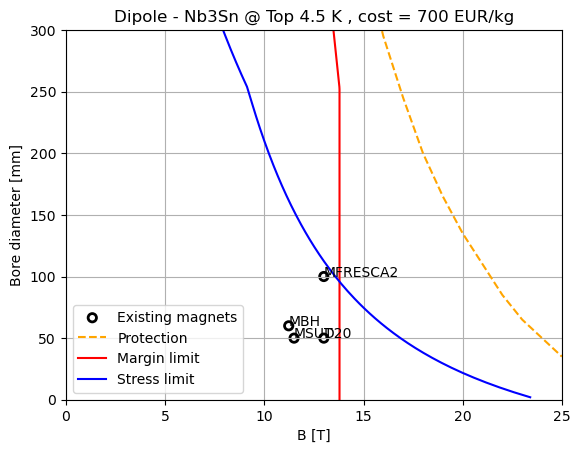 Dipole - Nb3Sn @ Top 4.5 K , cost = 700 EUR/kg
Bore diameter [mm]
300
250
200
150
100
50
0
MFRESCA2
MBH
MSUT
D20
Existing magnets
Protection
Margin limit
Stress limit
0 5 10 15 20 25
B [T]